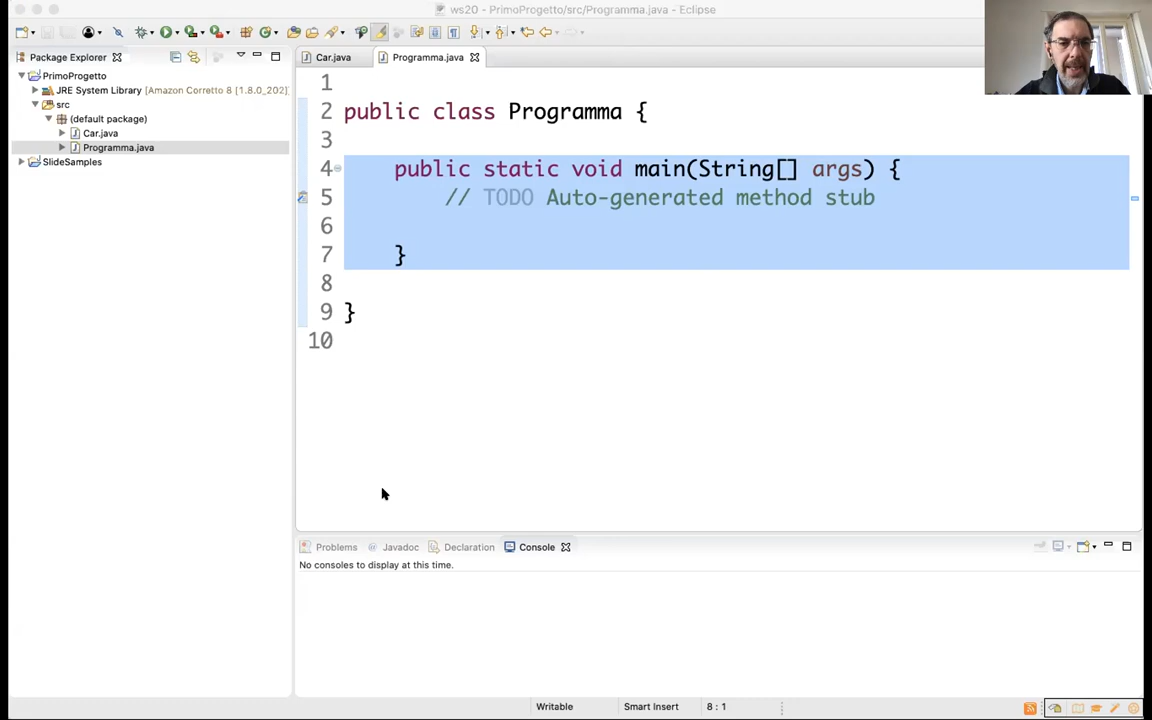 ws20 - PrimoProgetto/src/Programma.java - Eclipse
Package Explorer
Car.java
Programma.java
PrimoProgetto
JRE System Library [Amazon Corretto 8 [1.8.0_202]]
src
(default package)
Car.java
Programma.java
SlideSamples
1
2 public class Programma {
3
4 public static void main(String[] args) {
5 // TODO Auto-generated method stub
6
7 }
8
9 }
10
Problems
Javadoc
Declaration
Console
No consoles to display at this time.
Writable
Smart Insert
8 : 1